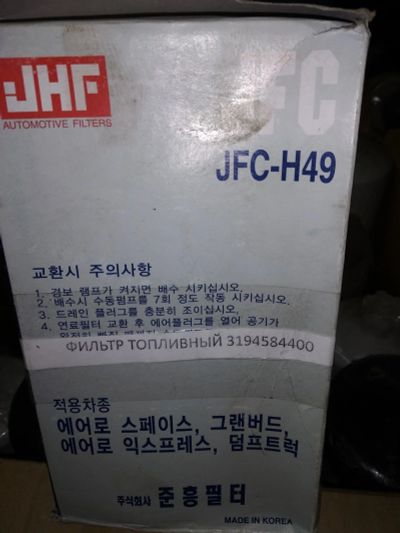 JHF
AUTOMOTIVE FILTERS
JFC
JFC-H49
교환시 주의사항
1. 경보 램프가 켜지면 배수 시키십시오.
2. 배수시 수동펌프를 7회 정도 작동 시키십시오.
3. 드레인 플러그를 충분히 조이십시오.
4. 연료필터 교환 후 에어플러그를 열어 공기가
ФИЛЬТР ТОПЛИВНЫЙ 3194584400
적용차종
에어로 스페이스, 그랜버드,
에어로 익스프레스, 덤프트럭
주식회사 준흥필터
MADE IN KOREA